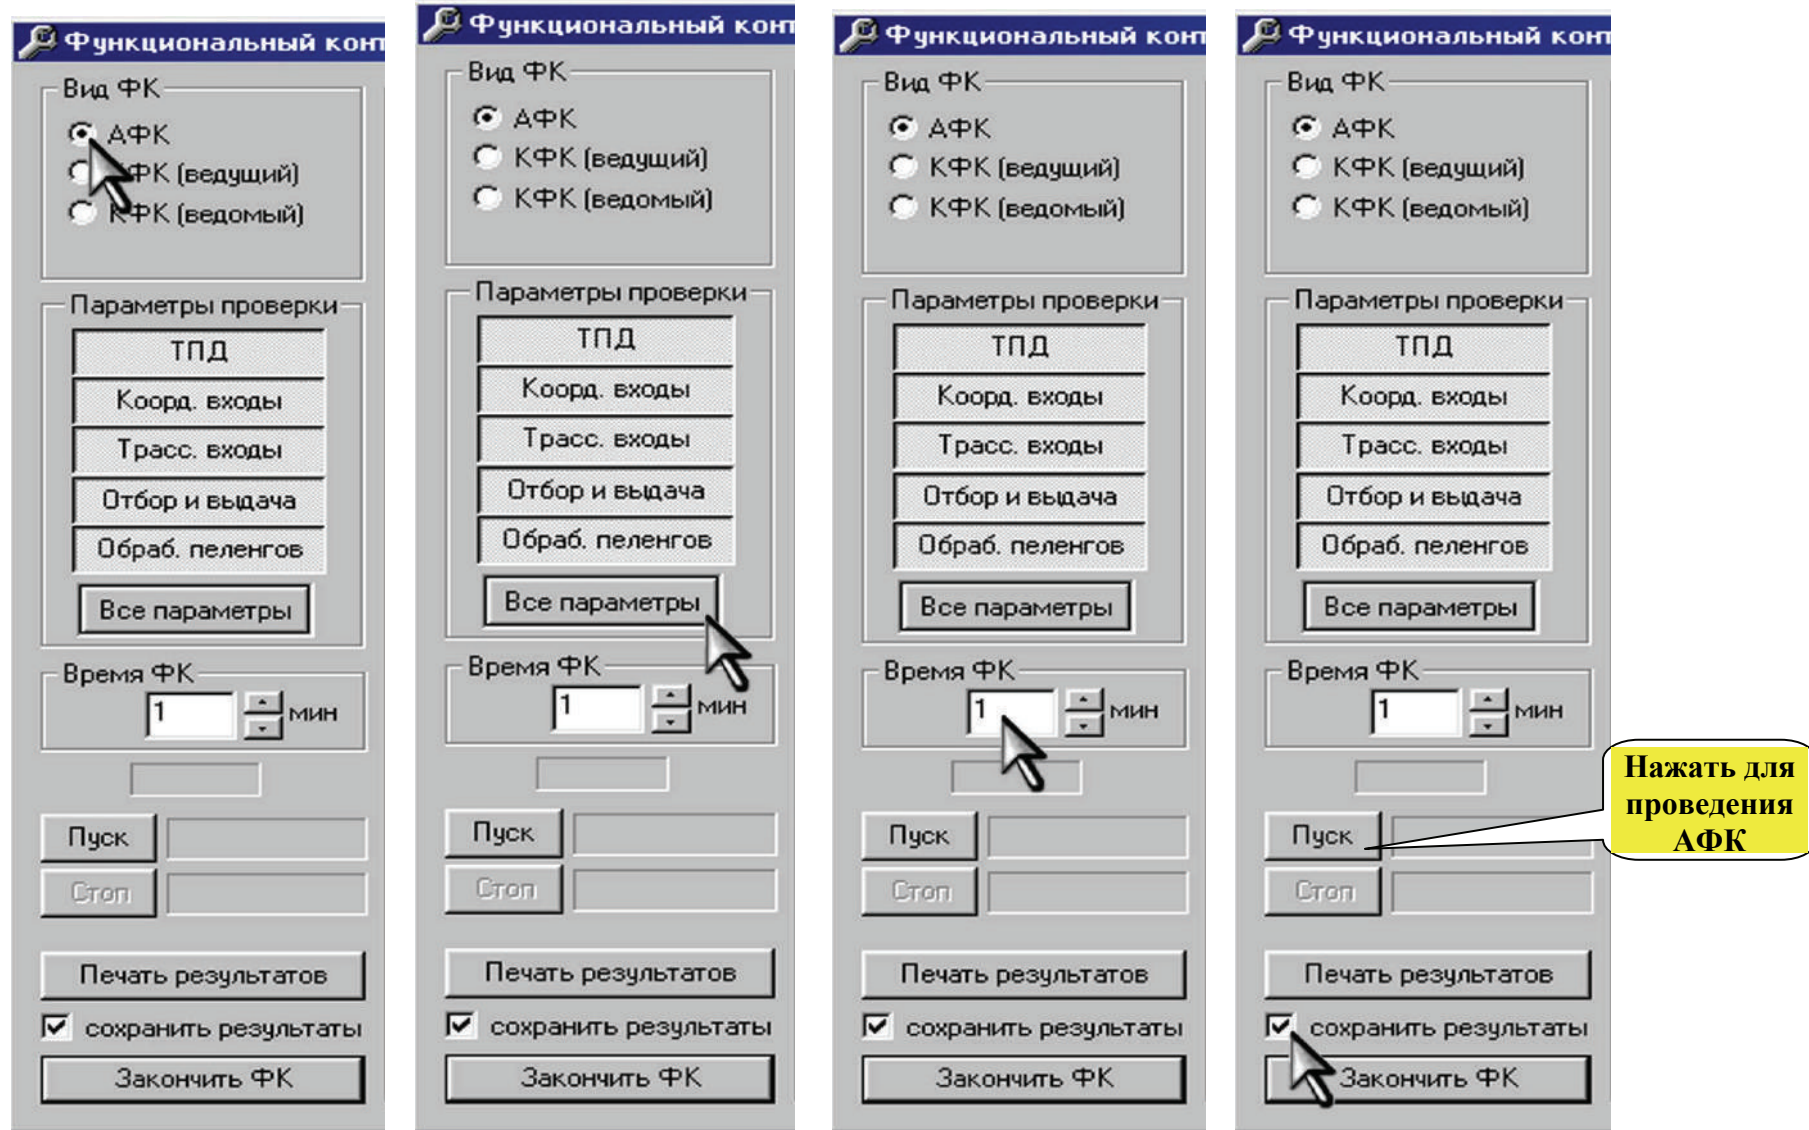 Функциональный конт
Вид ФК
АФК
КФК (ведущий)
КФК (ведомый)
Параметры проверки
ТПД
Коорд. входы
Трасс. входы
Отбор и выдача
Обраб. пеленгов
Все параметры
Время ФК
1 мин
Пуск
Стоп
Печать результатов
сохранить результаты
Закончить ФК
Функциональный конт
Вид ФК
АФК
КФК (ведущий)
КФК (ведомый)
Параметры проверки
ТПД
Коорд. входы
Трасс. входы
Отбор и выдача
Обраб. пеленгов
Все параметры
Время ФК
1 мин
Пуск
Стоп
Печать результатов
сохранить результаты
Закончить ФК
Функциональный конт
Вид ФК
АФК
КФК (ведущий)
КФК (ведомый)
Параметры проверки
ТПД
Коорд. входы
Трасс. входы
Отбор и выдача
Обраб. пеленгов
Все параметры
Время ФК
1 мин
Пуск
Стоп
Печать результатов
сохранить результаты
Закончить ФК
Функциональный конт
Вид ФК
АФК
КФК (ведущий)
КФК (ведомый)
Параметры проверки
ТПД
Коорд. входы
Трасс. входы
Отбор и выдача
Обраб. пеленгов
Все параметры
Время ФК
1 мин
Пуск
Стоп
Печать результатов
сохранить результаты
Закончить ФК
Нажать для
проведения
АФК